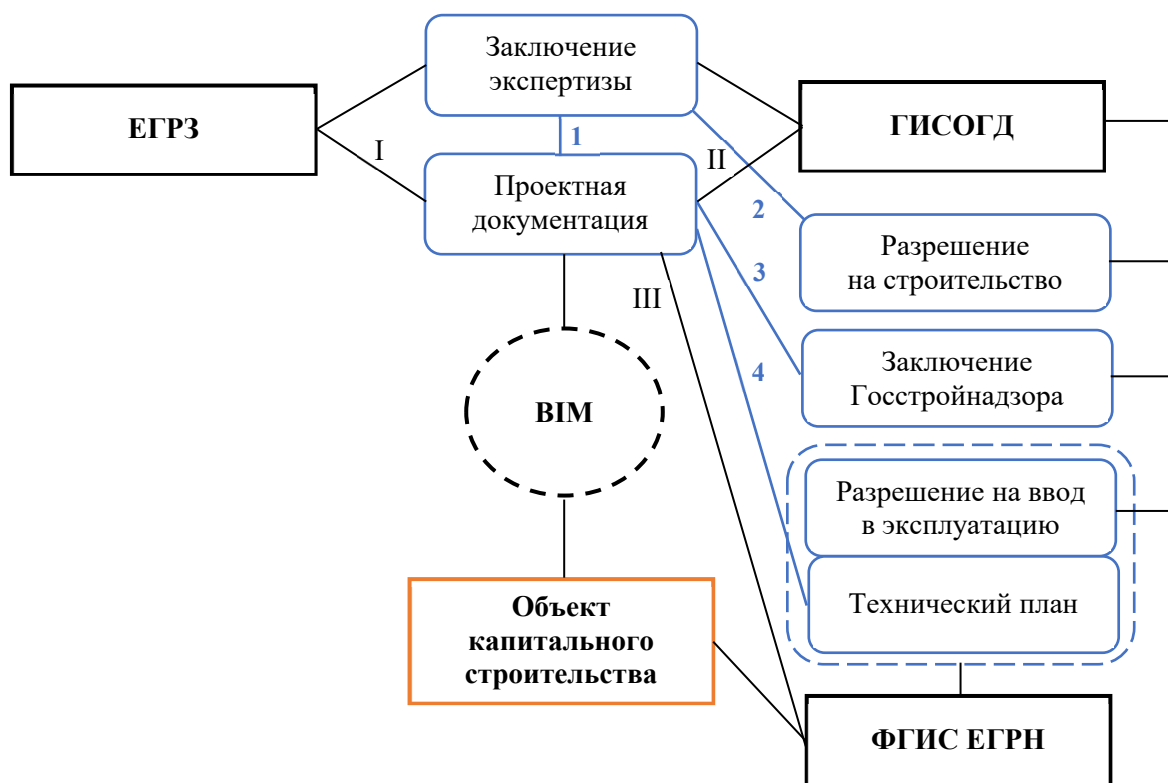 Заключение
экспертизы
ЕГРЗ
ГИСОГД
I
1
II
Проектная
документация
2
Разрешение
на строительство
3
III
Заключение
Госстройнадзора
4
BIM
Разрешение на ввод
в эксплуатацию
Технический план
Объект
капитального
строительства
ФГИС ЕГРН